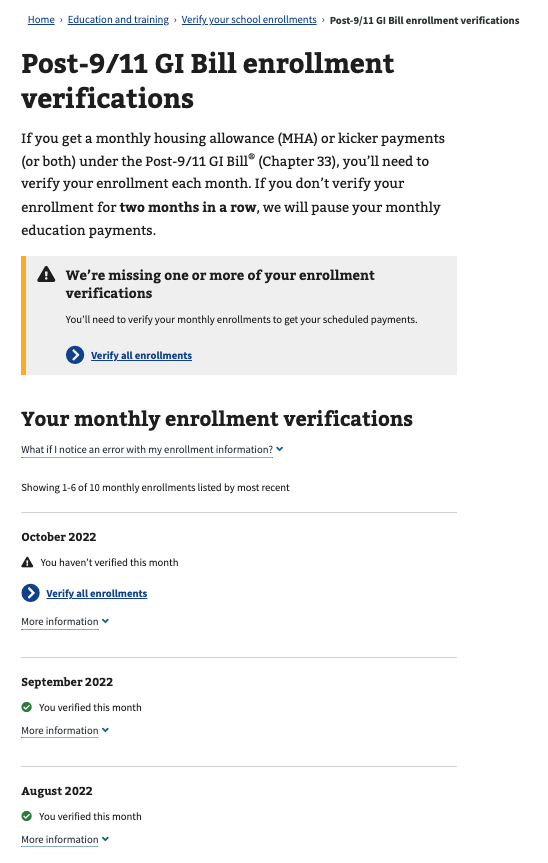 Home › Education and training › Verify your school enrollments › Post-9/11 GI Bill enrollment verifications
Post-9/11 GI Bill enrollment
verifications
If you get a monthly housing allowance (MHA) or kicker payments
(or both) under the Post-9/11 GI Bill® (Chapter 33), you’ll need to
verify your enrollment each month. If you don’t verify your
enrollment for two months in a row, we will pause your monthly
education payments.
We’re missing one or more of your enrollment
verifications
You’ll need to verify your monthly enrollments to get your scheduled payments.
Verify all enrollments
Your monthly enrollment verifications
What if I notice an error with my enrollment information?
Showing 1-6 of 10 monthly enrollments listed by most recent
October 2022
You haven’t verified this month
Verify all enrollments
More information
September 2022
You verified this month
More information
August 2022
You verified this month
More information